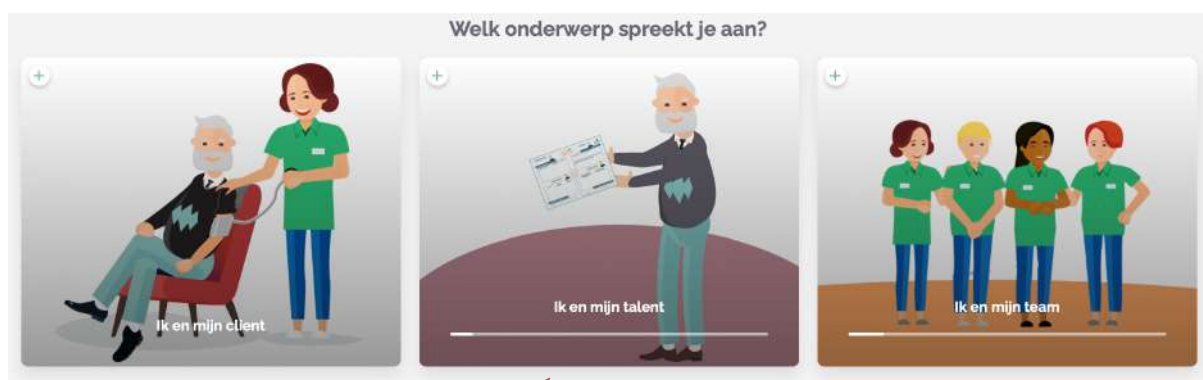 Welk onderwerp spreekt je aan?
Ik en mijn client
Ik en mijn talent
Ik en mijn team